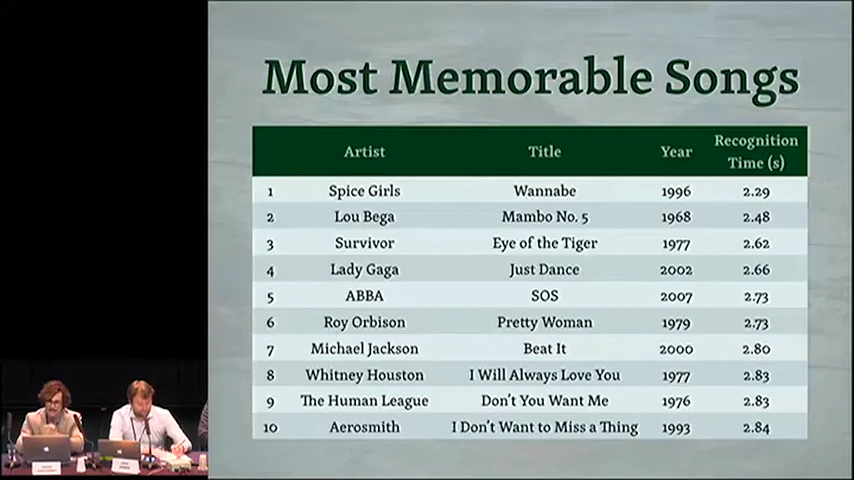 Most Memorable Songs
Artist Title Year Recognition Time (s)
1 Spice Girls Wannabe 1996 2.29
2 Lou Bega Mambo No. 5 1968 2.48
3 Survivor Eye of the Tiger 1977 2.62
4 Lady Gaga Just Dance 2002 2.66
5 ABBA SOS 2007 2.73
6 Roy Orbison Pretty Woman 1979 2.73
7 Michael Jackson Beat It 2000 2.80
8 Whitney Houston I Will Always Love You 1977 2.83
9 The Human League Don't You Want Me 1976 2.83
10 Aerosmith I Don't Want to Miss a Thing 1993 2.84